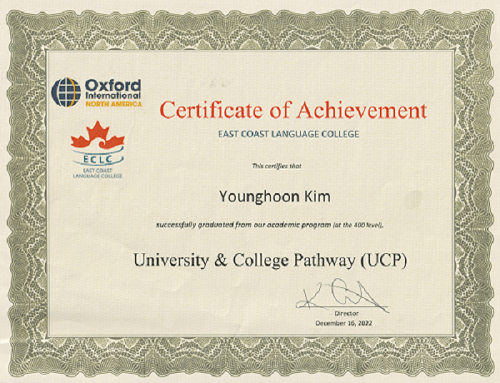 Oxford
International
NORTH AMERICA
Certificate of Achievement
EAST COAST LANGUAGE COLLEGE
ECLC
EAST COAST
LANGUAGE COLLEGE
This certifies that
Younghoon Kim
successfully graduated from our academic program (at the 400 level),
University & College Pathway (UCP)
Director
December 16, 2022